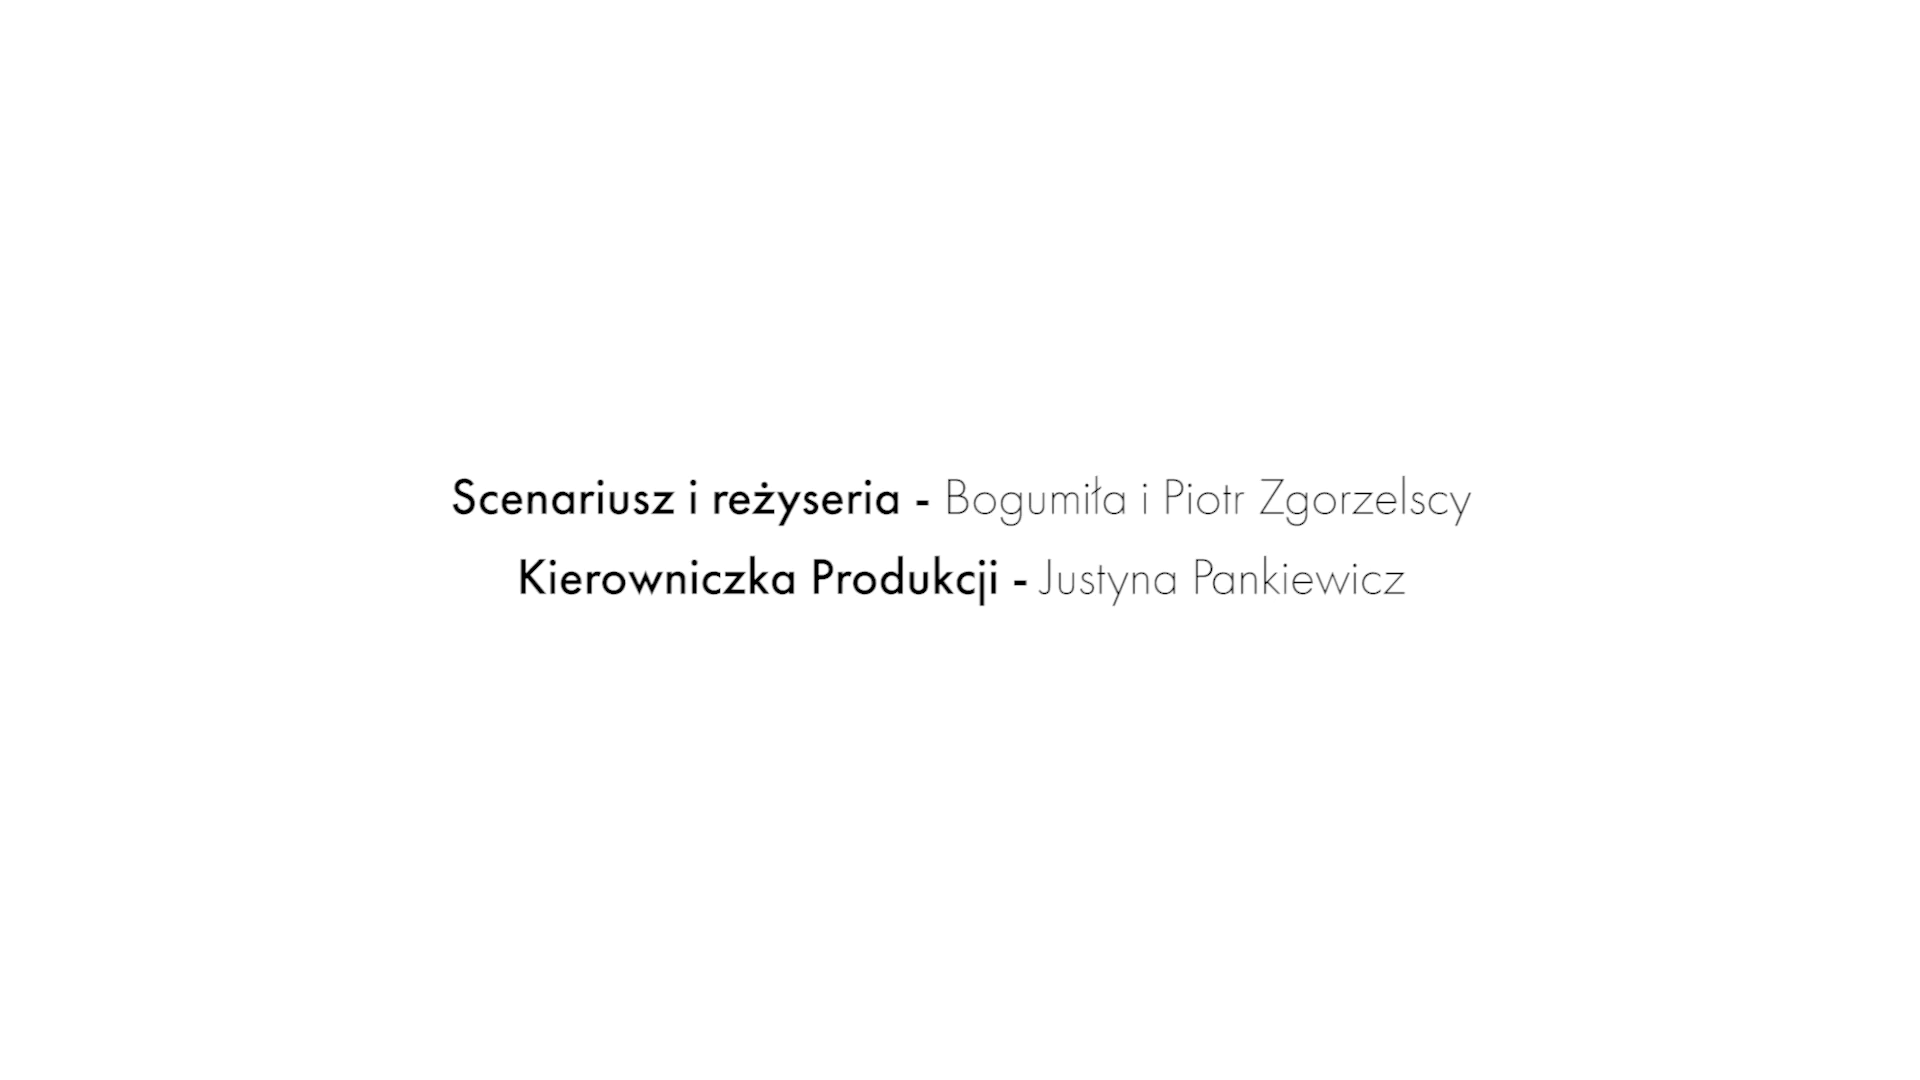 Scenariusz i reżyseria - Bogumiła i Piotr Zgorzelscy
Kierowniczka Produkcji - Justyna Pankiewicz